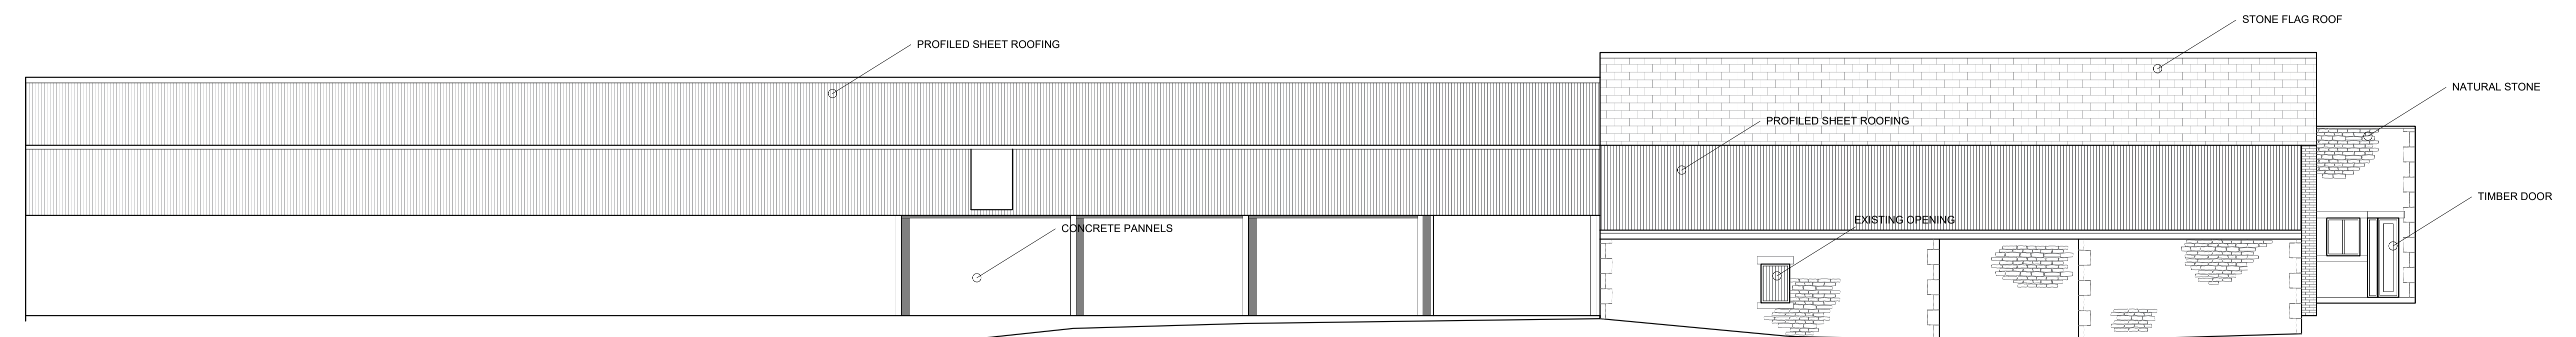 STONE FLAG ROOF
PROFILED SHEET ROOFING
NATURAL STONE
PROFILED SHEET ROOFING
TIMBER DOOR
EXISTING OPENING
CONCRETE PANNELS